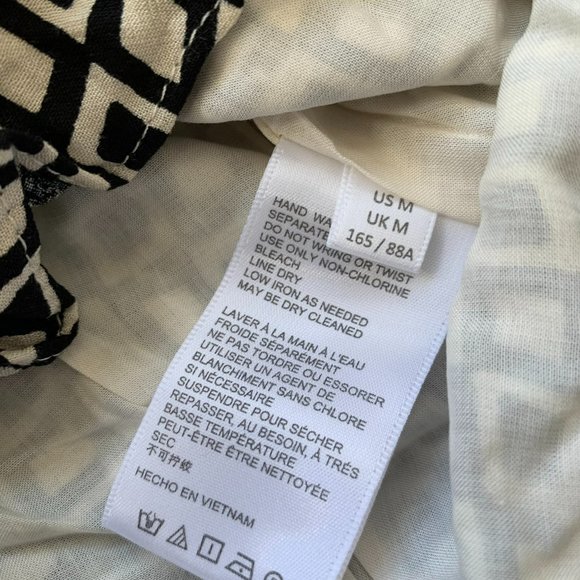 US M
UK M
165 / 88A
HAND WA
SEPARATE
DO NOT WRING OR TWIST
USE ONLY NON-CHLORINE
BLEACH
LINE DRY
LOW IRON AS NEEDED
MAY BE DRY CLEANED
LAVER À LA MAIN À L'EAU
FROIDE SÉPARÉMENT
NE PAS TORDRE OU ESSORER
UTILISER UN AGENT DE
BLANCHIMENT SANS CHLORE
SI NÉCESSAIRE
SUSPENDRE POUR SÉCHER
REPASSER, AU BESOIN, À TRÉS
BASSE TEMPÉRATURE
PEUT-ÊTRE ÊTRE NETTOYÉE
SEC
不可拧絞
HECHO EN VIETNAM